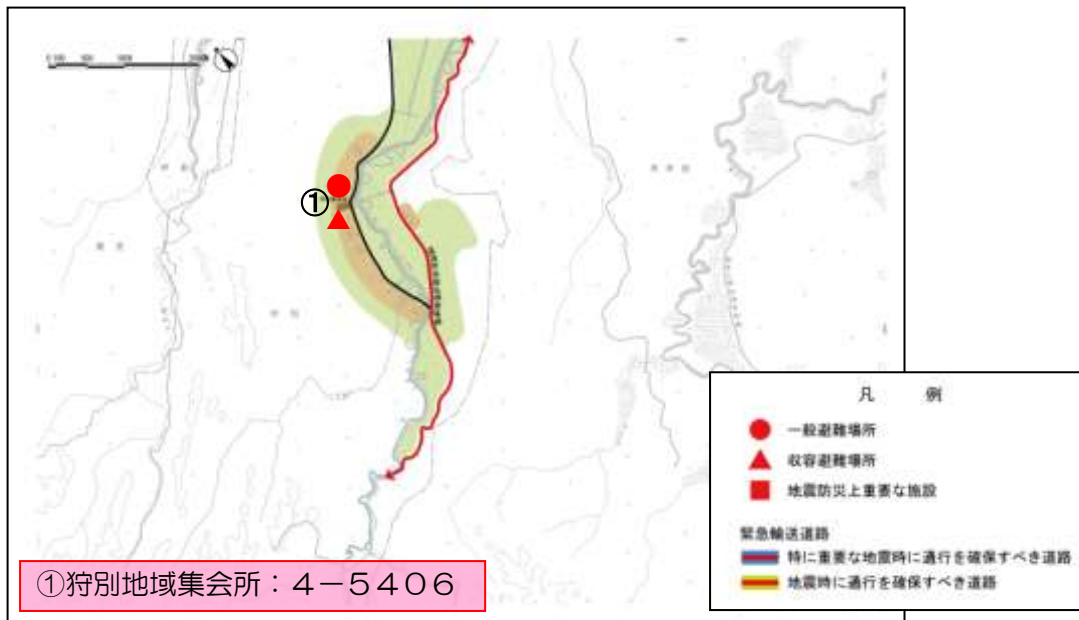 ①
①狩別地域集会所：４－５４０６
凡　例
一般避難場所
収容避難場所
地震防災上重要な施設
緊急輸送道路
特に重要な地震時に通行を確保すべき道路
地震時に通行を確保すべき道路